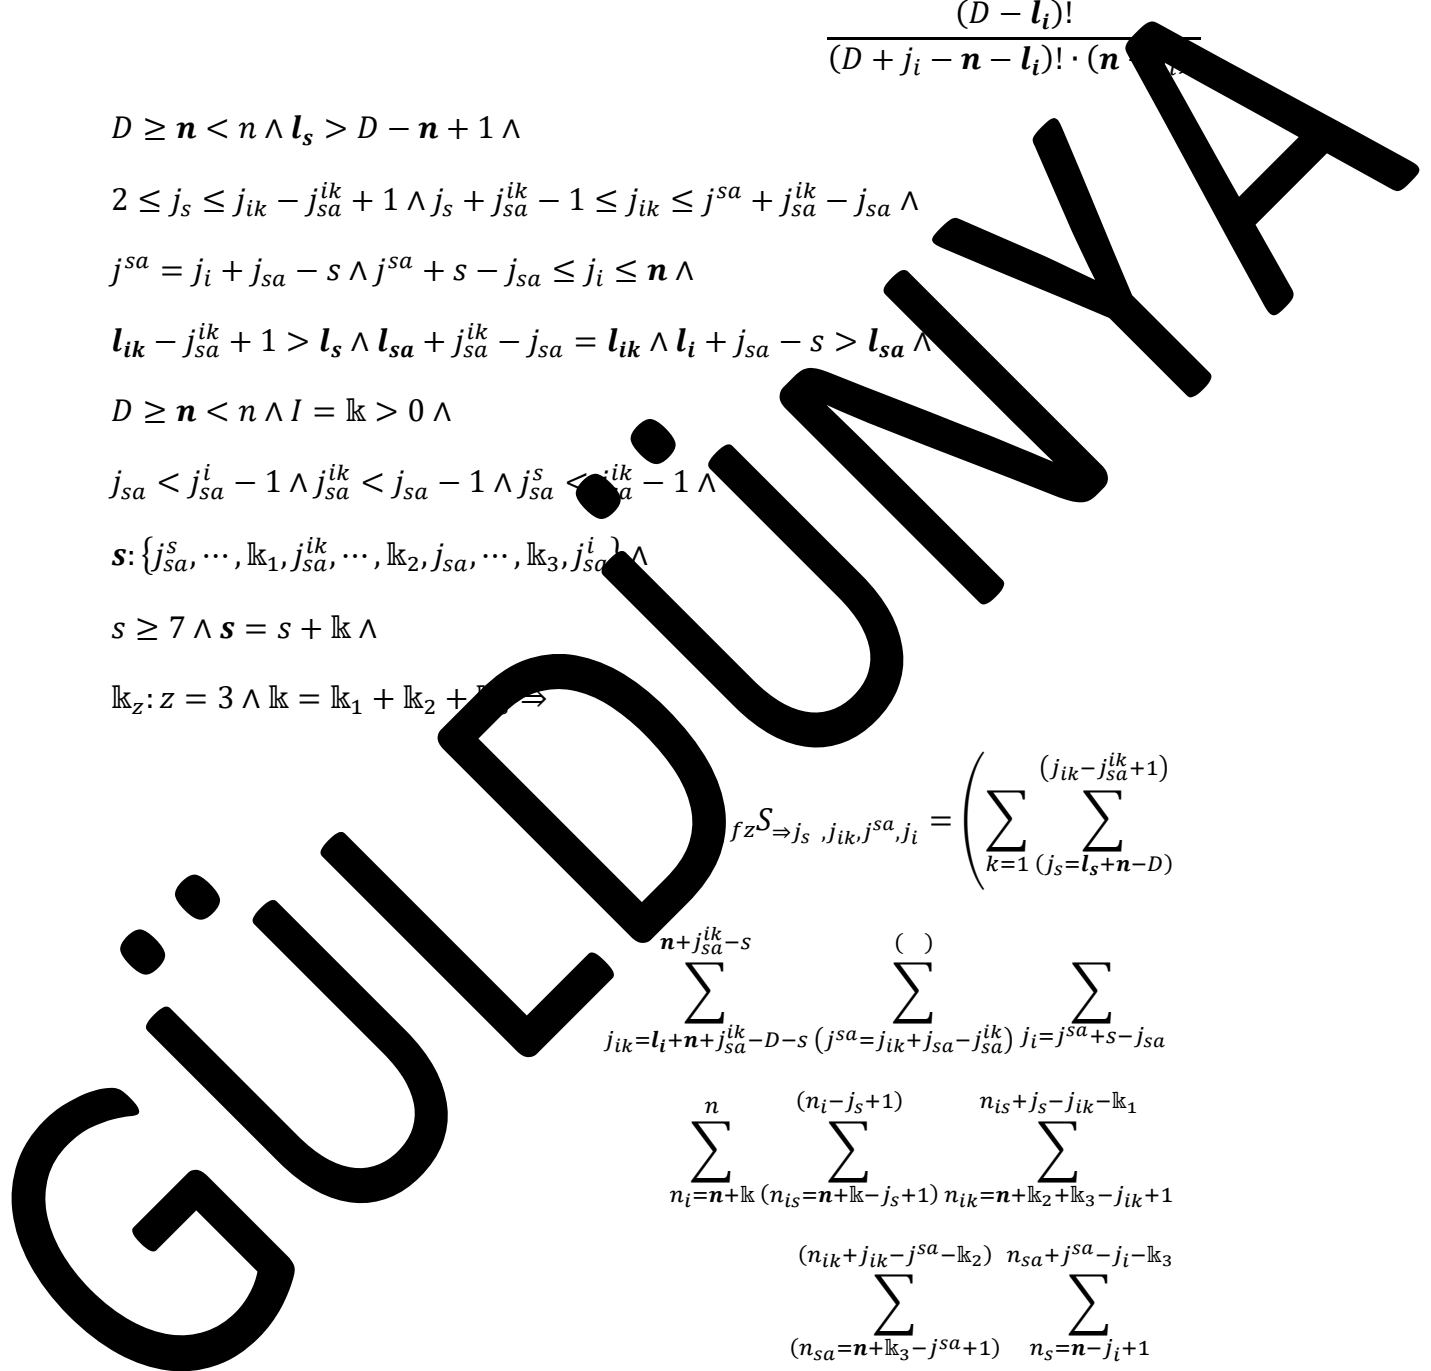 (D − l_i)!
(D + j_i − n − l_i)! · (n
D ≥ n < n ∧ l_s > D − n + 1 ∧
2 ≤ j_s ≤ j_ik − j_sa^ik + 1 ∧ j_s + j_sa^ik − 1 ≤ j_ik ≤ j^sa + j_sa^ik − j_sa ∧
j^sa = j_i + j_sa − s ∧ j^sa + s − j_sa ≤ j_i ≤ n ∧
l_ik − j_sa^ik + 1 > l_s ∧ l_sa + j_sa^ik − j_sa = l_ik ∧ l_i + j_sa − s > l_sa ∧
D ≥ n < n ∧ I = 𝕜 > 0 ∧
j_sa < j_sa^i − 1 ∧ j_sa^ik < j_sa − 1 ∧ j_sa^s < j_sa^ik − 1 ∧
s: {j_sa^s, ⋯, 𝕜_1, j_sa^ik, ⋯, 𝕜_2, j_sa, ⋯, 𝕜_3, j_sa^i} ∧
s ≥ 7 ∧ s = s + 𝕜 ∧
𝕜_z: z = 3 ∧ 𝕜 = 𝕜_1 + 𝕜_2 + ⇒
(j_ik−j_sa^ik+1)
fzS_⇒j_s ,j_ik,j^sa,j_i = ( ∑ ∑
k=1 (j_s=l_s+n−D)
n+j_sa^ik−s ( )
∑ ∑ ∑
j_ik=l_i+n+j_sa^ik−D−s (j^sa=j_ik+j_sa−j_sa^ik) j_i=j^sa+s−j_sa
n (n_i−j_s+1) n_is+j_s−j_ik−𝕜_1
∑ ∑ ∑
n_i=n+𝕜 (n_is=n+𝕜−j_s+1) n_ik=n+𝕜_2+𝕜_3−j_ik+1
(n_ik+j_ik−j^sa−𝕜_2) n_sa+j^sa−j_i−𝕜_3
∑ ∑
(n_sa=n+𝕜_3−j^sa+1) n_s=n−j_i+1
GÜLDÜNYA